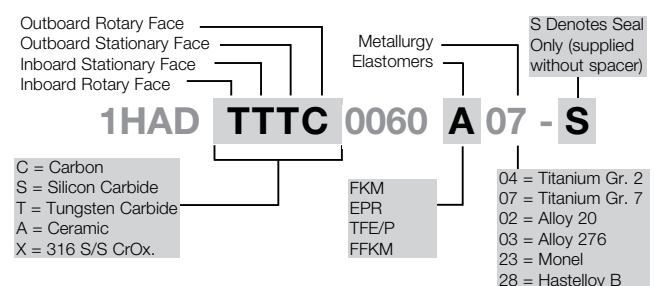 Outboard Rotary Face
Outboard Stationary Face
Inboard Stationary Face
Inboard Rotary Face
Metallurgy
Elastomers
S Denotes Seal
Only (supplied
without spacer)
1HAD TTTC 0060 A 07 - S
C = Carbon
S = Silicon Carbide
T = Tungsten Carbide
A = Ceramic
X = 316 S/S CrOx.
FKM
EPR
TFE/P
FFKM
04 = Titanium Gr. 2
07 = Titanium Gr. 7
02 = Alloy 20
03 = Alloy 276
23 = Monel
28 = Hastelloy B